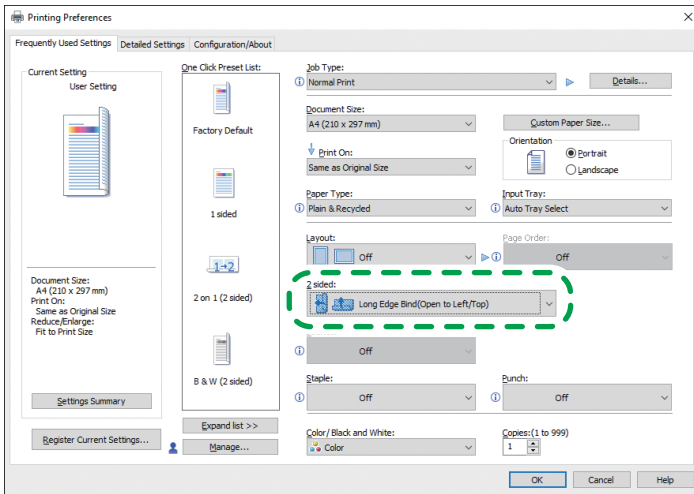 Printing Preferences
Frequently Used Settings Detailed Settings Configuration/About
Current Setting
User Setting
Document Size:
A4 (210 x 297 mm)
Print On:
Same as Original Size
Reduce/Enlarge:
Fit to Print Size
Settings Summary
Register Current Settings...
One Click Preset List:
Factory Default
1 sided
1→2
2 on 1 (2 sided)
B & W (2 sided)
Expand list >>
Manage...
Job Type:
Normal Print
Details...
Document Size:
A4 (210 x 297 mm)
Custom Paper Size...
Print On:
Same as Original Size
Orientation
Portrait
Landscape
Paper Type:
Plain & Recycled
Input Tray:
Auto Tray Select
Layout:
Off
Page Order:
Off
2 sided:
Long Edge Bind(Open to Left/Top)
Off
Staple:
Off
Punch:
Off
Color/ Black and White:
Color
Copies:(1 to 999)
1
OK Cancel Help